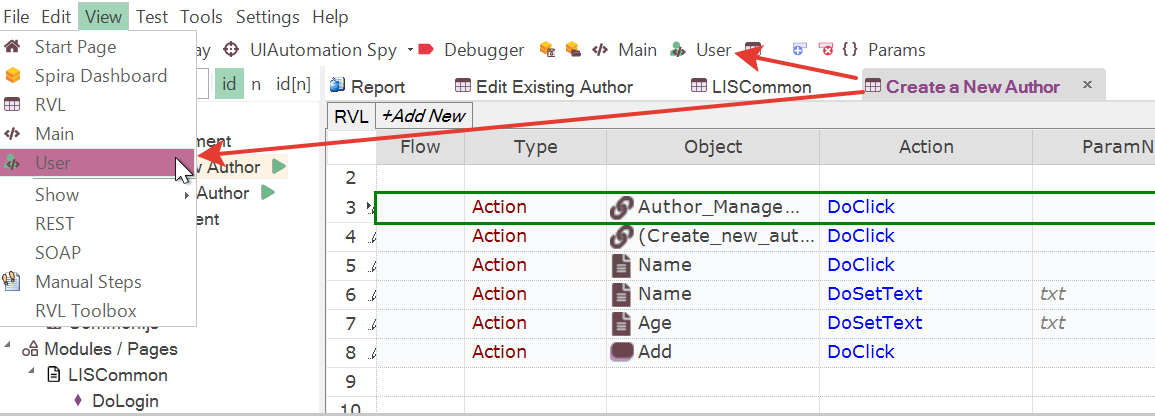 File Edit View Test Tools Settings Help
Start Page
ay UIAutomation Spy Debugger Main User Params
Spira Dashboard
id n id[n]
Report Edit Existing Author LISCommon Create a New Author ×
RVL
RVL +Add New
Main
ment
Flow Type Object Action ParamN
User
w Author
2
Show
Author
3 Action Author_Manage... DoClick
REST
ent
4 Action (Create_new_aut... DoClick
SOAP
5 Action Name DoClick
Manual Steps
6 Action Name DoSetText txt
RVL Toolbox
7 Action Age DoSetText txt
Modules / Pages
8 Action Add DoClick
LISCommon
9
DoLogin
10